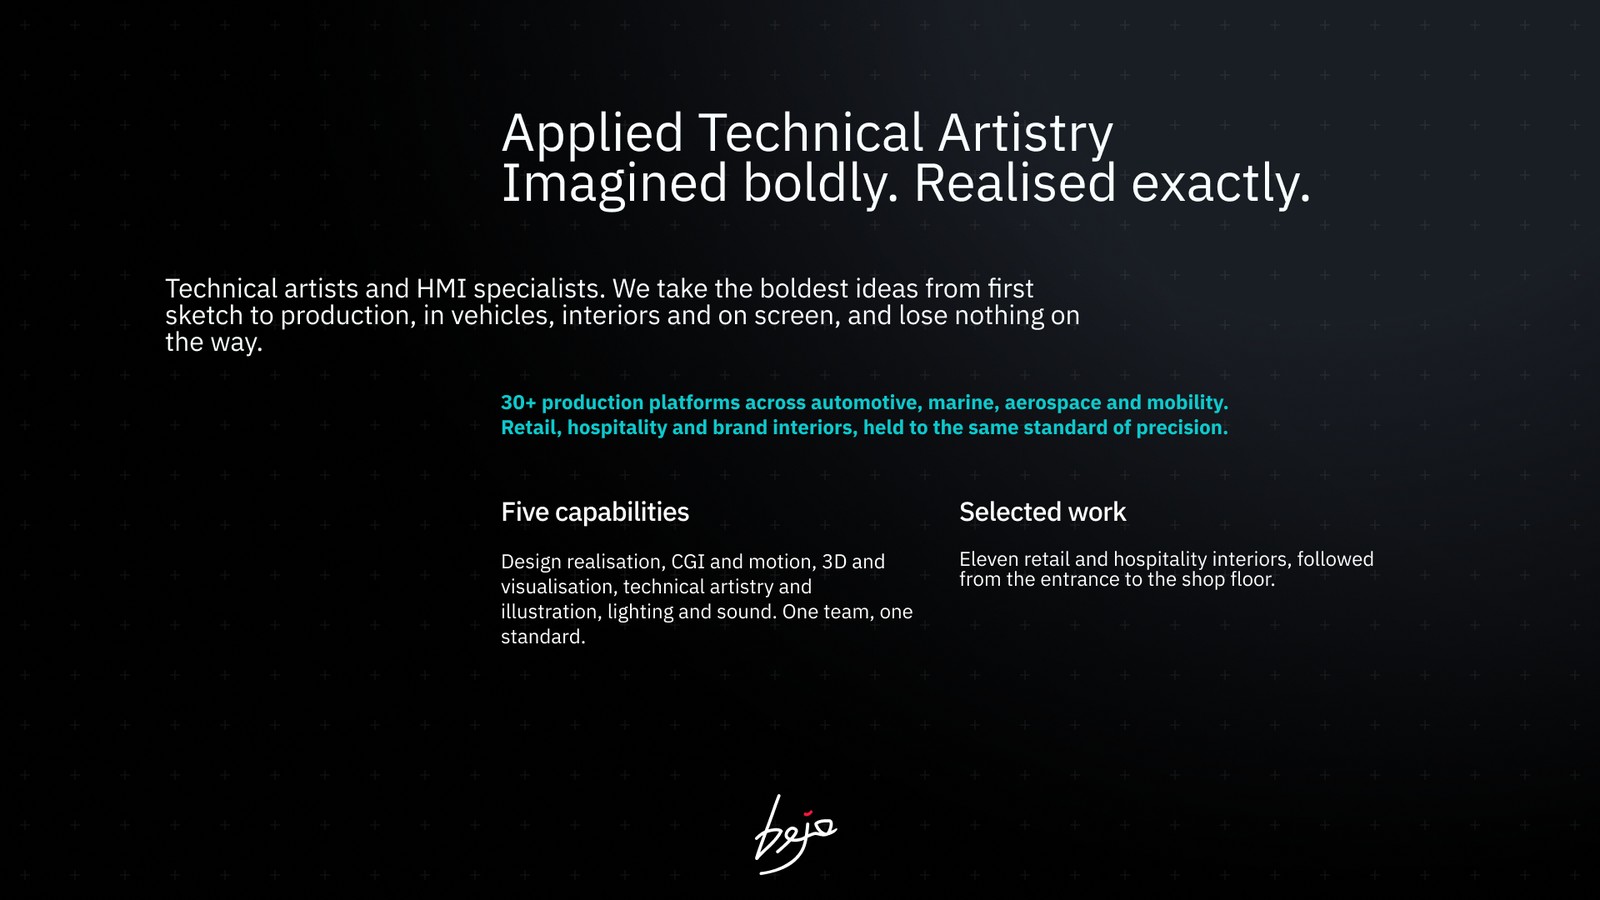 Applied Technical Artistry
Imagined boldly. Realised exactly.
Technical artists and HMI specialists. We take the boldest ideas from first
sketch to production, in vehicles, interiors and on screen, and lose nothing on
the way.
30+ production platforms across automotive, marine, aerospace and mobility.
Retail, hospitality and brand interiors, held to the same standard of precision.
Five capabilities
Design realisation, CGI and motion, 3D and
visualisation, technical artistry and
illustration, lighting and sound. One team, one
standard.
Selected work
Eleven retail and hospitality interiors, followed
from the entrance to the shop floor.
bejo